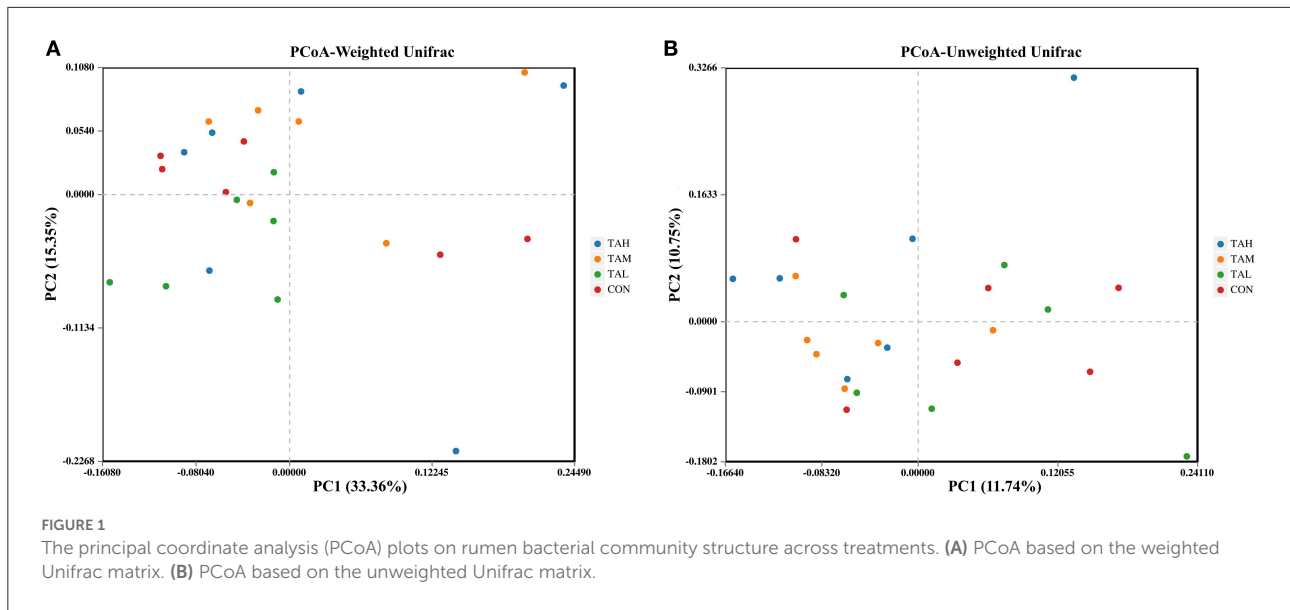 A
PCoA-Weighted Unifrac
0.1080
0.0540
0.0000
-0.1134
-0.2268
PC2 (15.35%)
-0.16080 -0.08040 0.00000 0.12245 0.24490
PC1 (33.36%)
TAH
TAM
TAL
CON
B
PCoA-Unweighted Unifrac
0.3266
0.1633
0.0000
-0.0901
-0.1802
PC2 (10.75%)
-0.16640 -0.08320 0.00000 0.12055 0.24110
PC1 (11.74%)
TAH
TAM
TAL
CON
FIGURE 1
The principal coordinate analysis (PCoA) plots on rumen bacterial community structure across treatments. (A) PCoA based on the weighted
Unifrac matrix. (B) PCoA based on the unweighted Unifrac matrix.